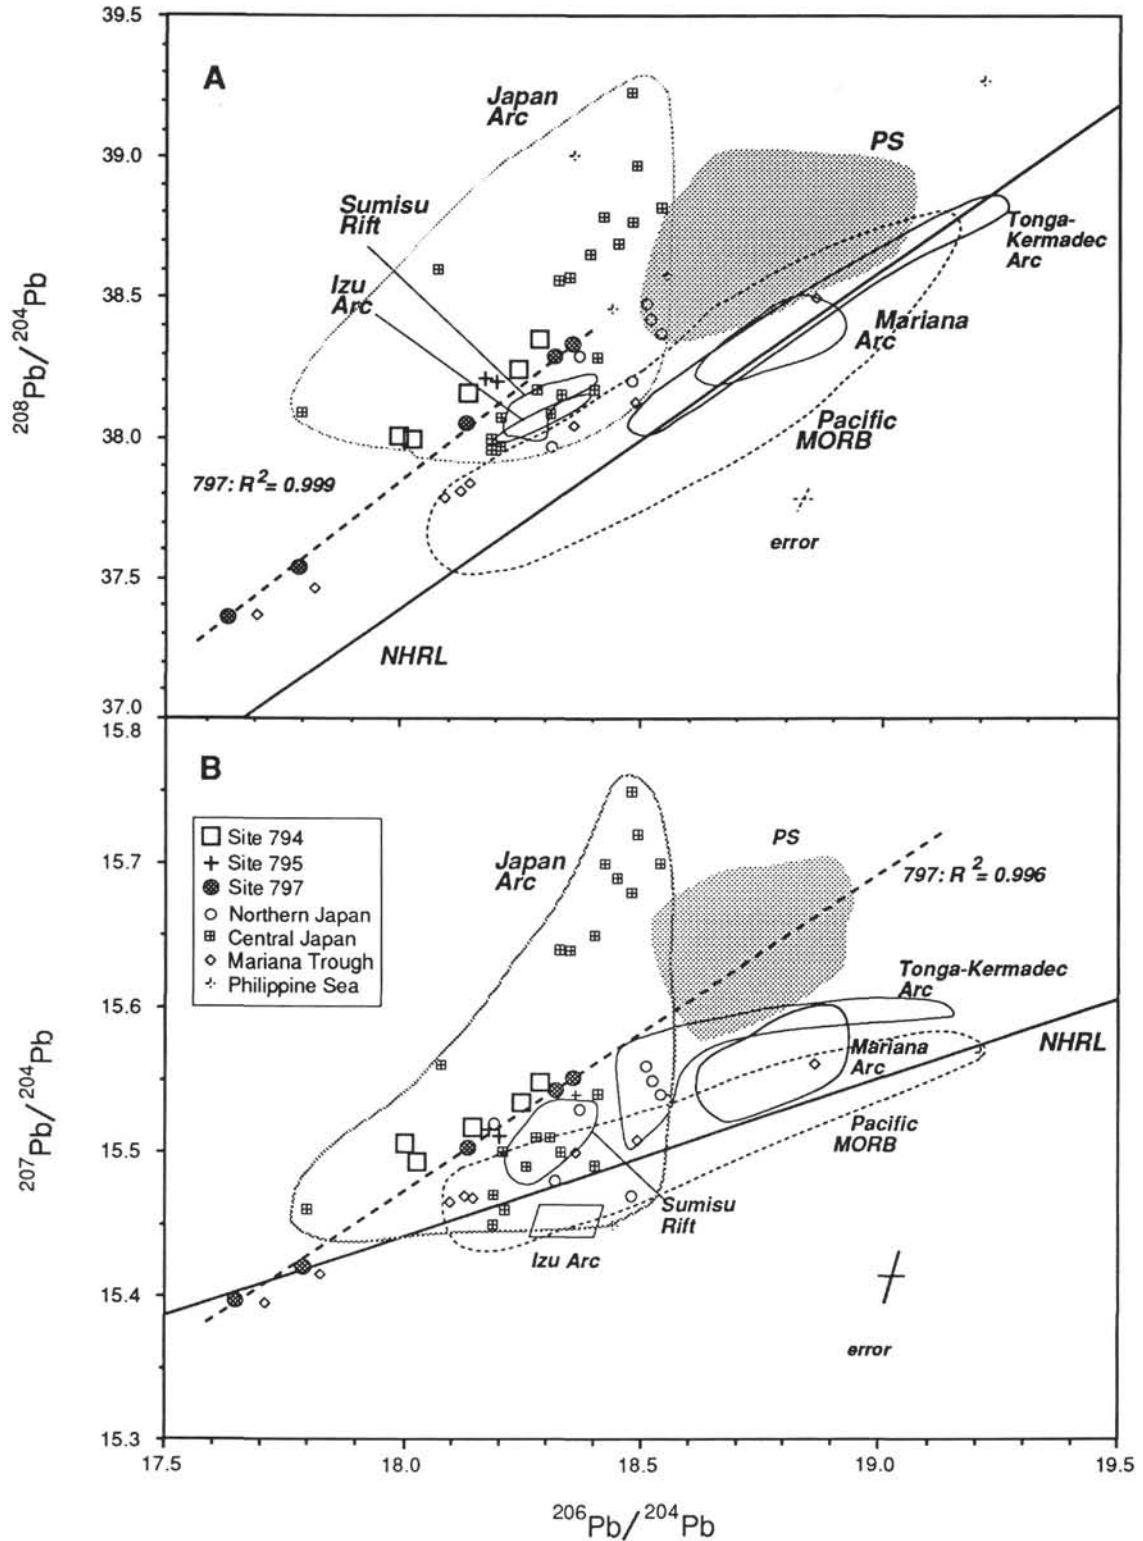 39.5
A
Japan
Arc
39.0
PS
Sumisu
Rift
Tonga-
Kermadec
Arc
Izu
Arc
38.5
Mariana
Arc
208Pb/204Pb
38.0
Pacific
MORB
797: R2= 0.999
error
37.5
NHRL
37.0
15.8
B
Site 794
Site 795
Site 797
Northern Japan
Central Japan
Mariana Trough
Philippine Sea
PS
Japan
Arc
797: R2= 0.996
15.7
Tonga-Kermadec
Arc
15.6
NHRL
Mariana
Arc
Pacific
MORB
207Pb/204Pb
15.5
Sumisu
Rift
Izu Arc
15.4
error
15.3
17.5
18.0
18.5
19.0
19.5
206Pb/204Pb